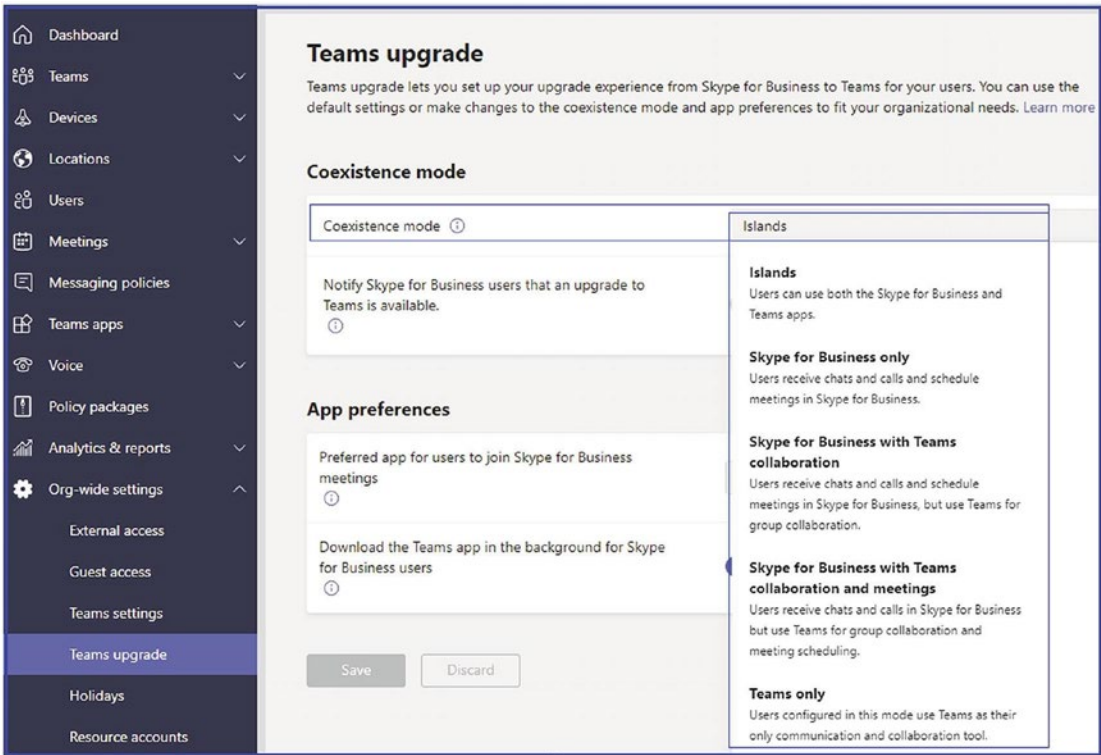 Dashboard
Teams
Devices
Locations
Users
Meetings
Messaging policies
Teams apps
Voice
Policy packages
Analytics & reports
Org-wide settings
External access
Guest access
Teams settings
Teams upgrade
Holidays
Resource accounts
Teams upgrade
Teams upgrade lets you set up your upgrade experience from Skype for Business to Teams for your users. You can use the
default settings or make changes to the coexistence mode and app preferences to fit your organizational needs. Learn more
Coexistence mode
Coexistence mode
Notify Skype for Business users that an upgrade to
Teams is available.
App preferences
Preferred app for users to join Skype for Business
meetings
Download the Teams app in the background for Skype
for Business users
Save
Discard
Islands
Islands
Users can use both the Skype for Business and
Teams apps.
Skype for Business only
Users receive chats and calls and schedule
meetings in Skype for Business.
Skype for Business with Teams
collaboration
Users receive chats and calls and schedule
meetings in Skype for Business, but use Teams for
group collaboration.
Skype for Business with Teams
collaboration and meetings
Users receive chats and calls in Skype for Business
but use Teams for group collaboration and
meeting scheduling.
Teams only
Users configured in this mode use Teams as their
only communication and collaboration tool.